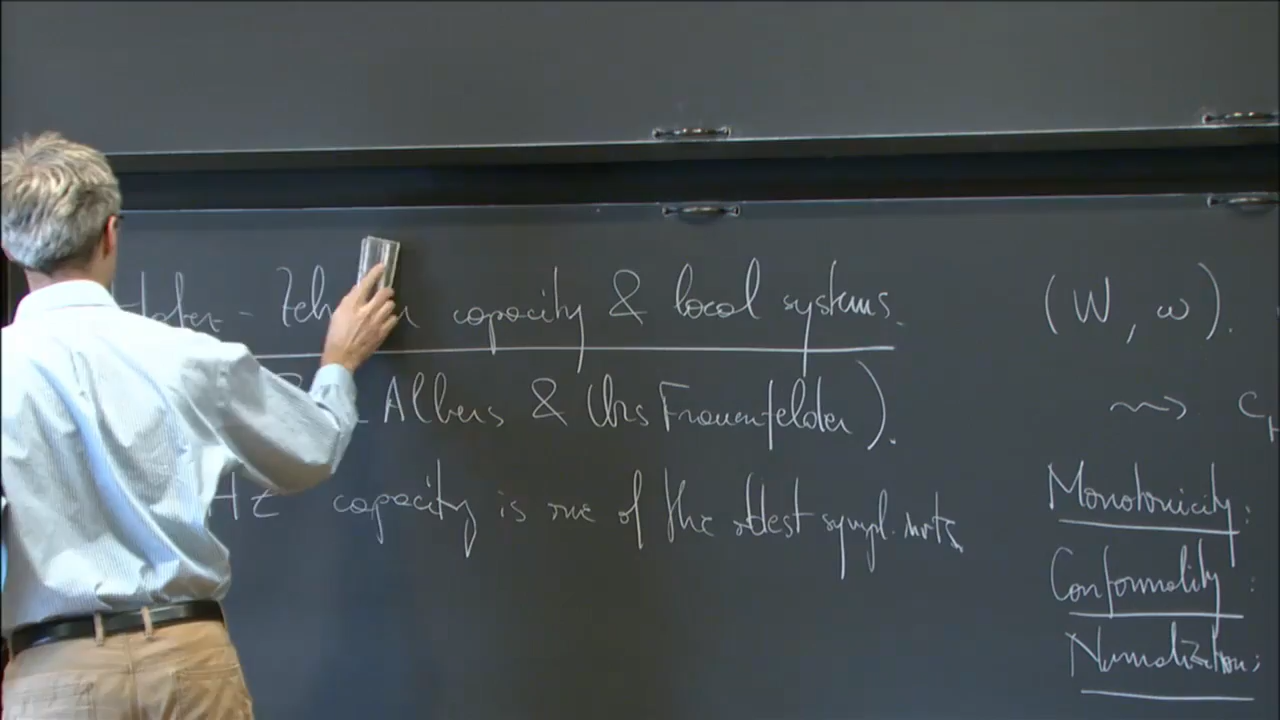 Hofer - Zeh capacity & local systems.
Albers & Urs Frauenfelder).
HZ capacity is one of the oldest sympl. invts.
(W, ω).
⇝ C
Monotonicity:
Conformality:
Normalization: